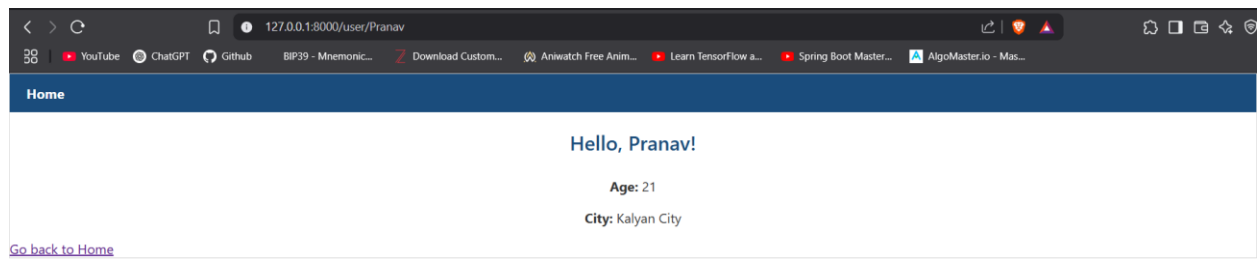 127.0.0.1:8000/user/Pranav
YouTube ChatGPT Github BIP39 - Mnemonic... Download Custom... Aniwatch Free Anim... Learn TensorFlow a... Spring Boot Master... AlgoMaster.io - Mas...
Home
Hello, Pranav!
Age: 21
City: Kalyan City
Go back to Home